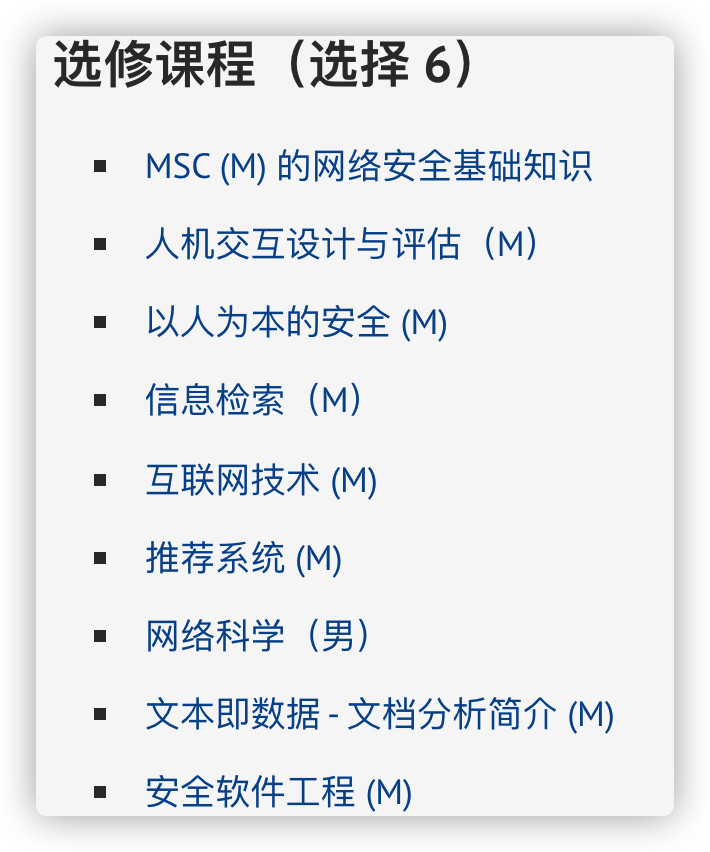 选修课程（选择 6）
MSC (M) 的网络安全基础知识
人机交互设计与评估（M）
以人为本的安全 (M)
信息检索（M）
互联网技术 (M)
推荐系统 (M)
网络科学（男）
文本即数据 - 文档分析简介 (M)
安全软件工程 (M)